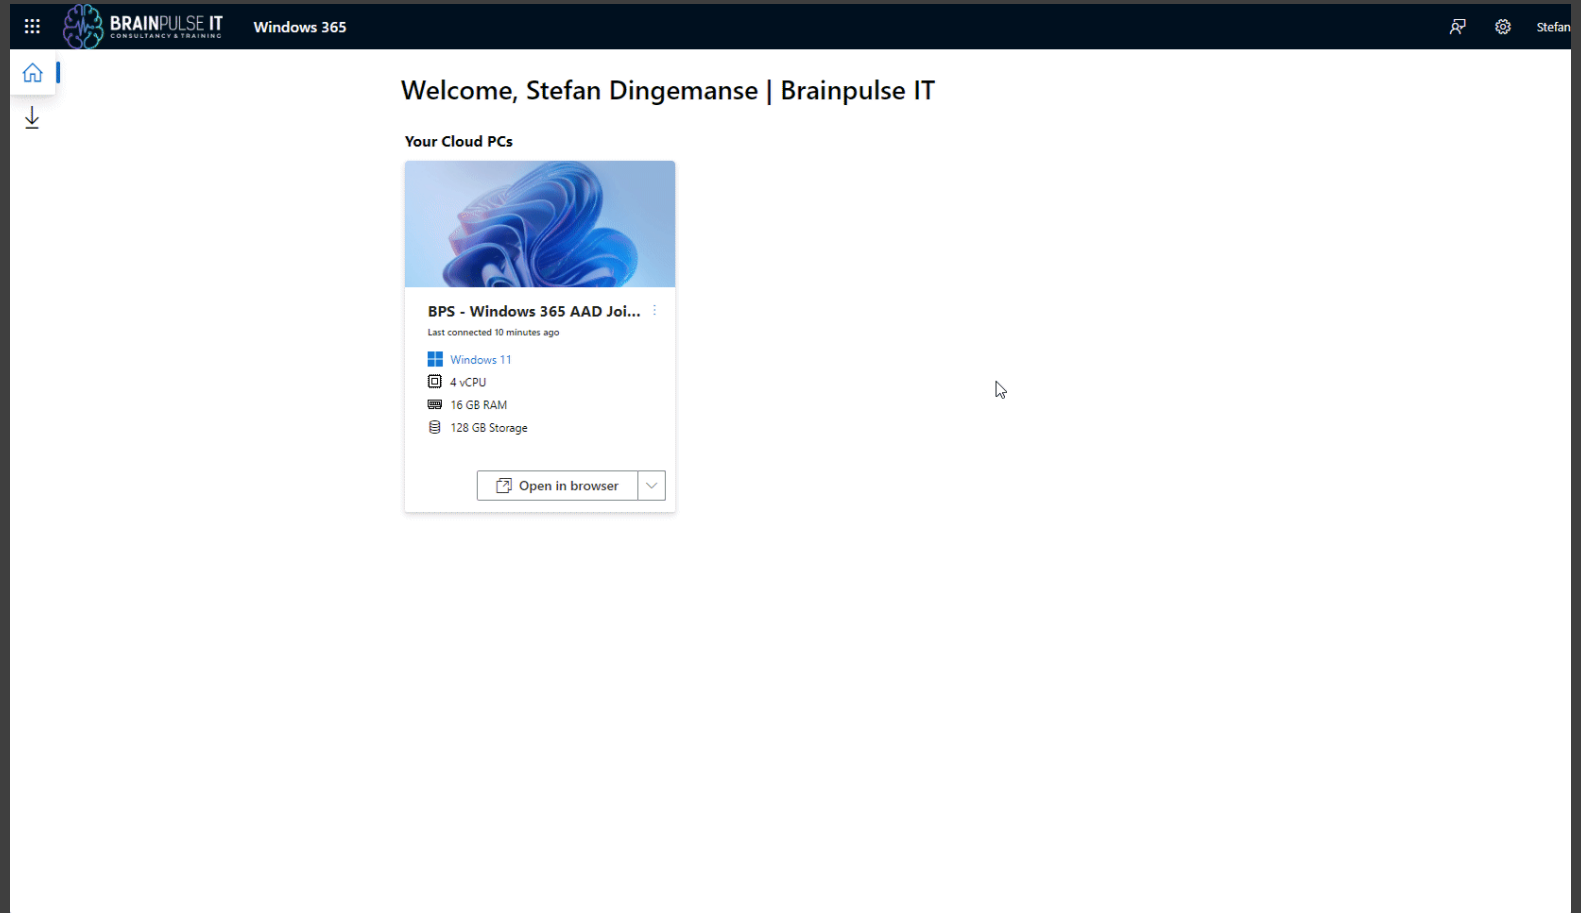 BRAINPULSE IT
CONSULTANCY & TRAINING
Windows 365
Stefan
Welcome, Stefan Dingemanse | Brainpulse IT
Your Cloud PCs
BPS - Windows 365 AAD Joi...
Last connected 10 minutes ago
Windows 11
4 vCPU
16 GB RAM
128 GB Storage
Open in browser